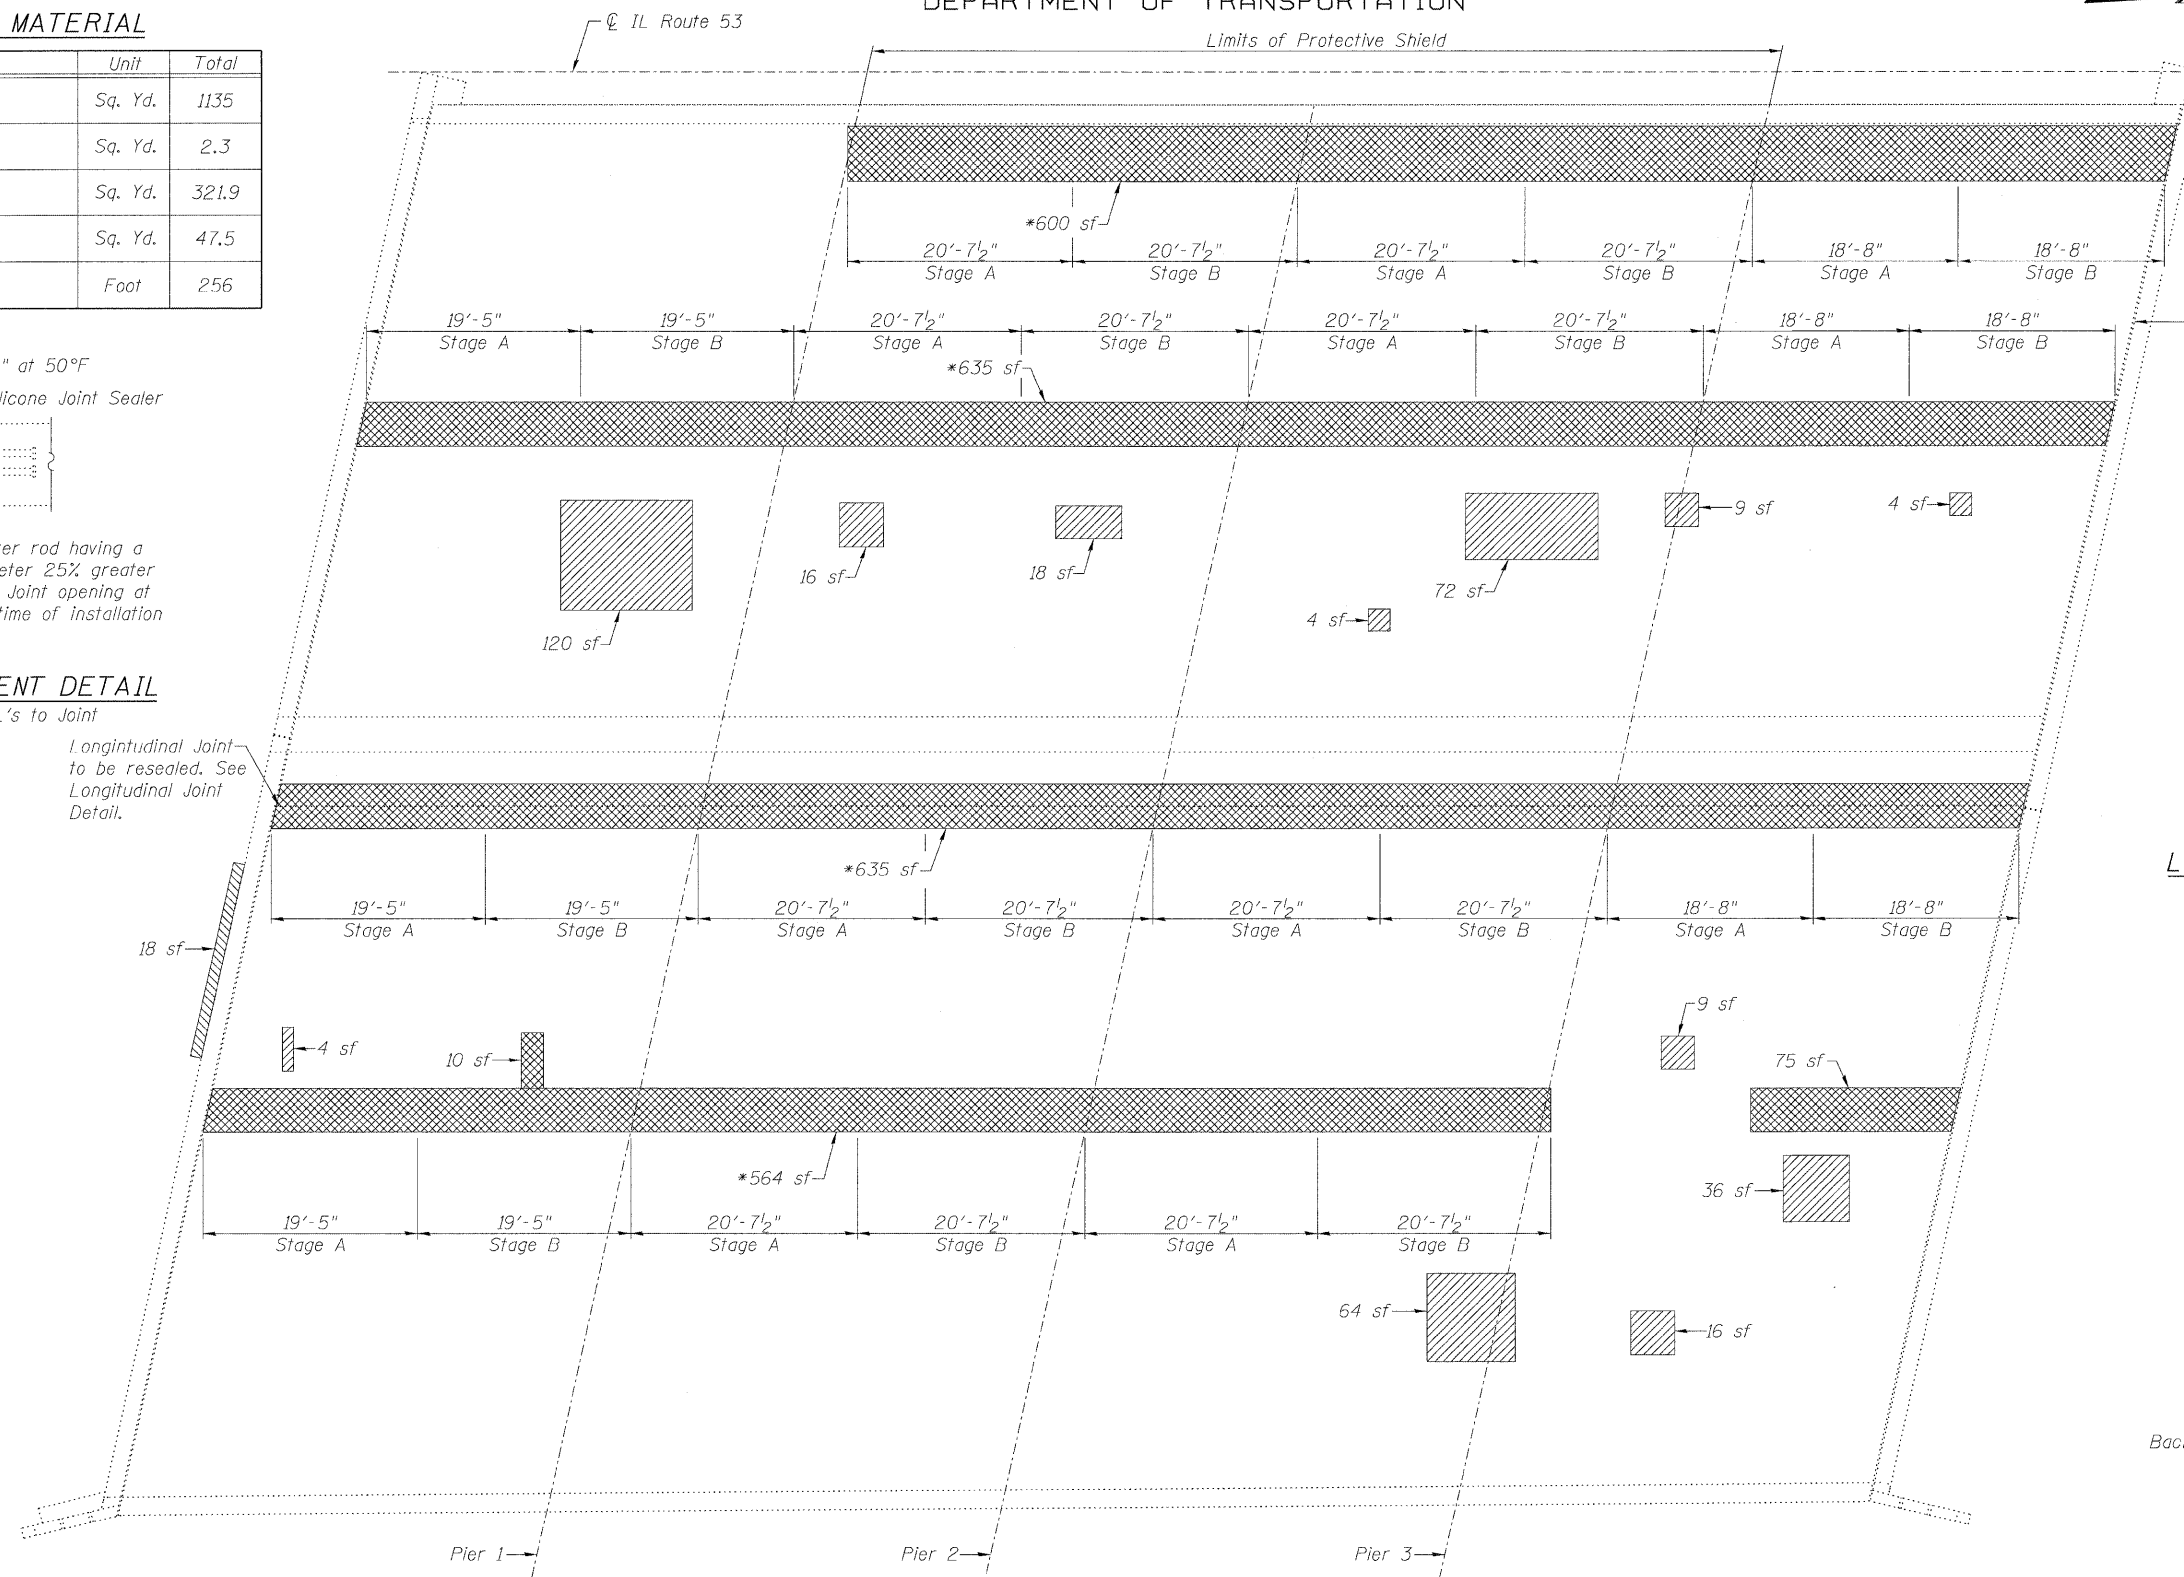 DEPARTMENT OF TRANSPORTATION
MATERIAL
Unit Total
Sq. Yd. 1135
Sq. Yd. 2.3
Sq. Yd. 321.9
Sq. Yd. 47.5
Foot 256
℄ IL Route 53
Limits of Protective Shield
*600 sf
20'-7½" 20'-7½" 20'-7½" 20'-7½" 18'-8" 18'-8"
Stage A Stage B Stage A Stage B Stage A Stage B
19'-5" 19'-5" 20'-7½" 20'-7½" 20'-7½" 20'-7½" 18'-8" 18'-8"
Stage A Stage B Stage A Stage B Stage A Stage B Stage A Stage B
*635 sf
" at 50°F
licone Joint Sealer
er rod having a
eter 25% greater
Joint opening at
time of installation
ENT DETAIL
L's to Joint
120 sf
16 sf
18 sf
4 sf
72 sf
9 sf
4 sf
Longintudinal Joint
to be resealed. See
Longitudinal Joint
Detail.
*635 sf
19'-5" 19'-5" 20'-7½" 20'-7½" 20'-7½" 20'-7½" 18'-8" 18'-8"
Stage A Stage B Stage A Stage B Stage A Stage B Stage A Stage B
L
18 sf
4 sf
10 sf
9 sf
75 sf
*564 sf
36 sf
19'-5" 19'-5" 20'-7½" 20'-7½" 20'-7½" 20'-7½"
Stage A Stage B Stage A Stage B Stage A Stage B
64 sf
16 sf
Bac
Pier 1 Pier 2 Pier 3